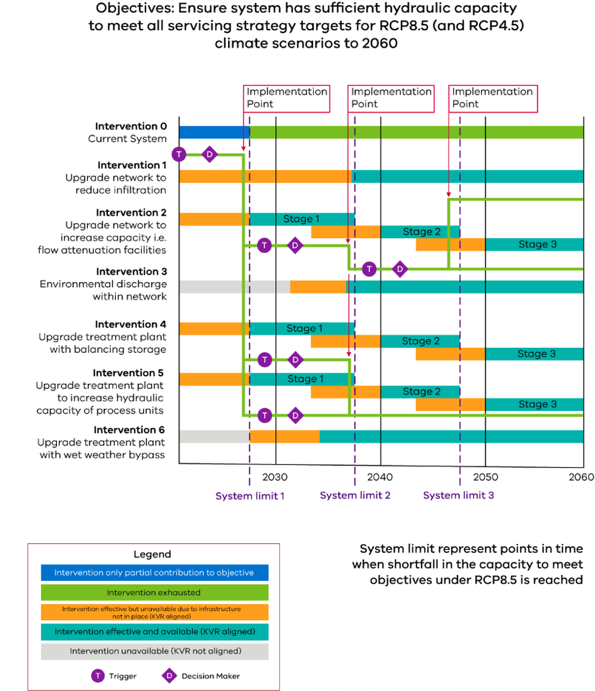 Objectives: Ensure system has sufficient hydraulic capacity
to meet all servicing strategy targets for RCP8.5 (and RCP4.5)
climate scenarios to 2060
Implementation
Point
Implementation
Point
Implementation
Point
Intervention 0
Current System
T
D
Intervention 1
Upgrade network to
reduce infiltration
Intervention 2
Upgrade network to
increase capacity i.e.
flow attenuation facilities
Stage 1
Stage 2
Stage 3
T
D
T
D
Intervention 3
Environmental discharge
within network
Intervention 4
Upgrade treatment plant
with balancing storage
Stage 1
Stage 2
Stage 3
T
D
Intervention 5
Upgrade treatment plant
to increase hydraulic
capacity of process units
Stage 1
Stage 2
Stage 3
T
D
Intervention 6
Upgrade treatment plant
with wet weather bypass
2030
2040
2050
2060
System limit 1
System limit 2
System limit 3
Legend
Intervention only partial contribution to objective
Intervention exhausted
Intervention effective but unavailable due to infrastructure
not in place (KVR aligned)
Intervention effective and available (KVR aligned)
Intervention unavailable (KVR not aligned)
T Trigger
D Decision Maker
System limit represent points in time
when shortfall in the capacity to meet
objectives under RCP8.5 is reached